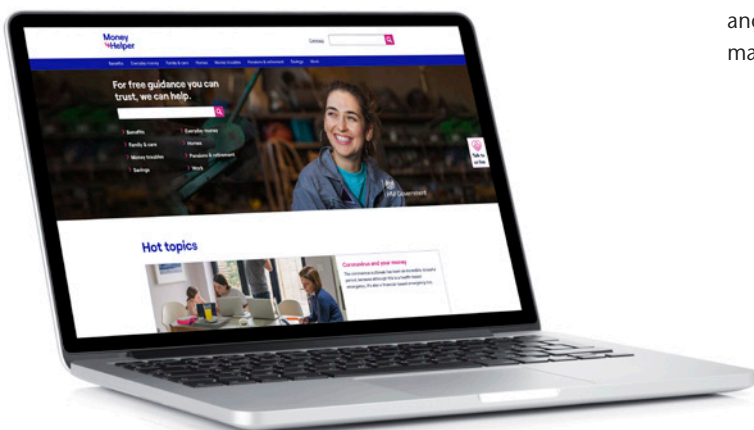 and
ma
Money
Helper
Cymraeg
Benefits Everyday money Family & care Homes Money troubles Pensions & retirement Savings Work
For free guidance you can
trust, we can help.
Benefits
Everyday money
Family & care
Homes
Money troubles
Pensions & retirement
Savings
Work
Talk to
us live
HM Government
Hot topics
Coronavirus and your money